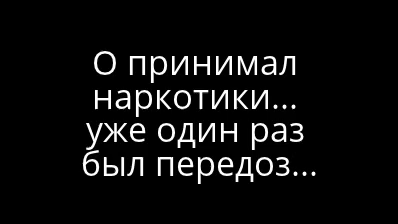 О принимал
наркотики...
уже один раз
был передоз...